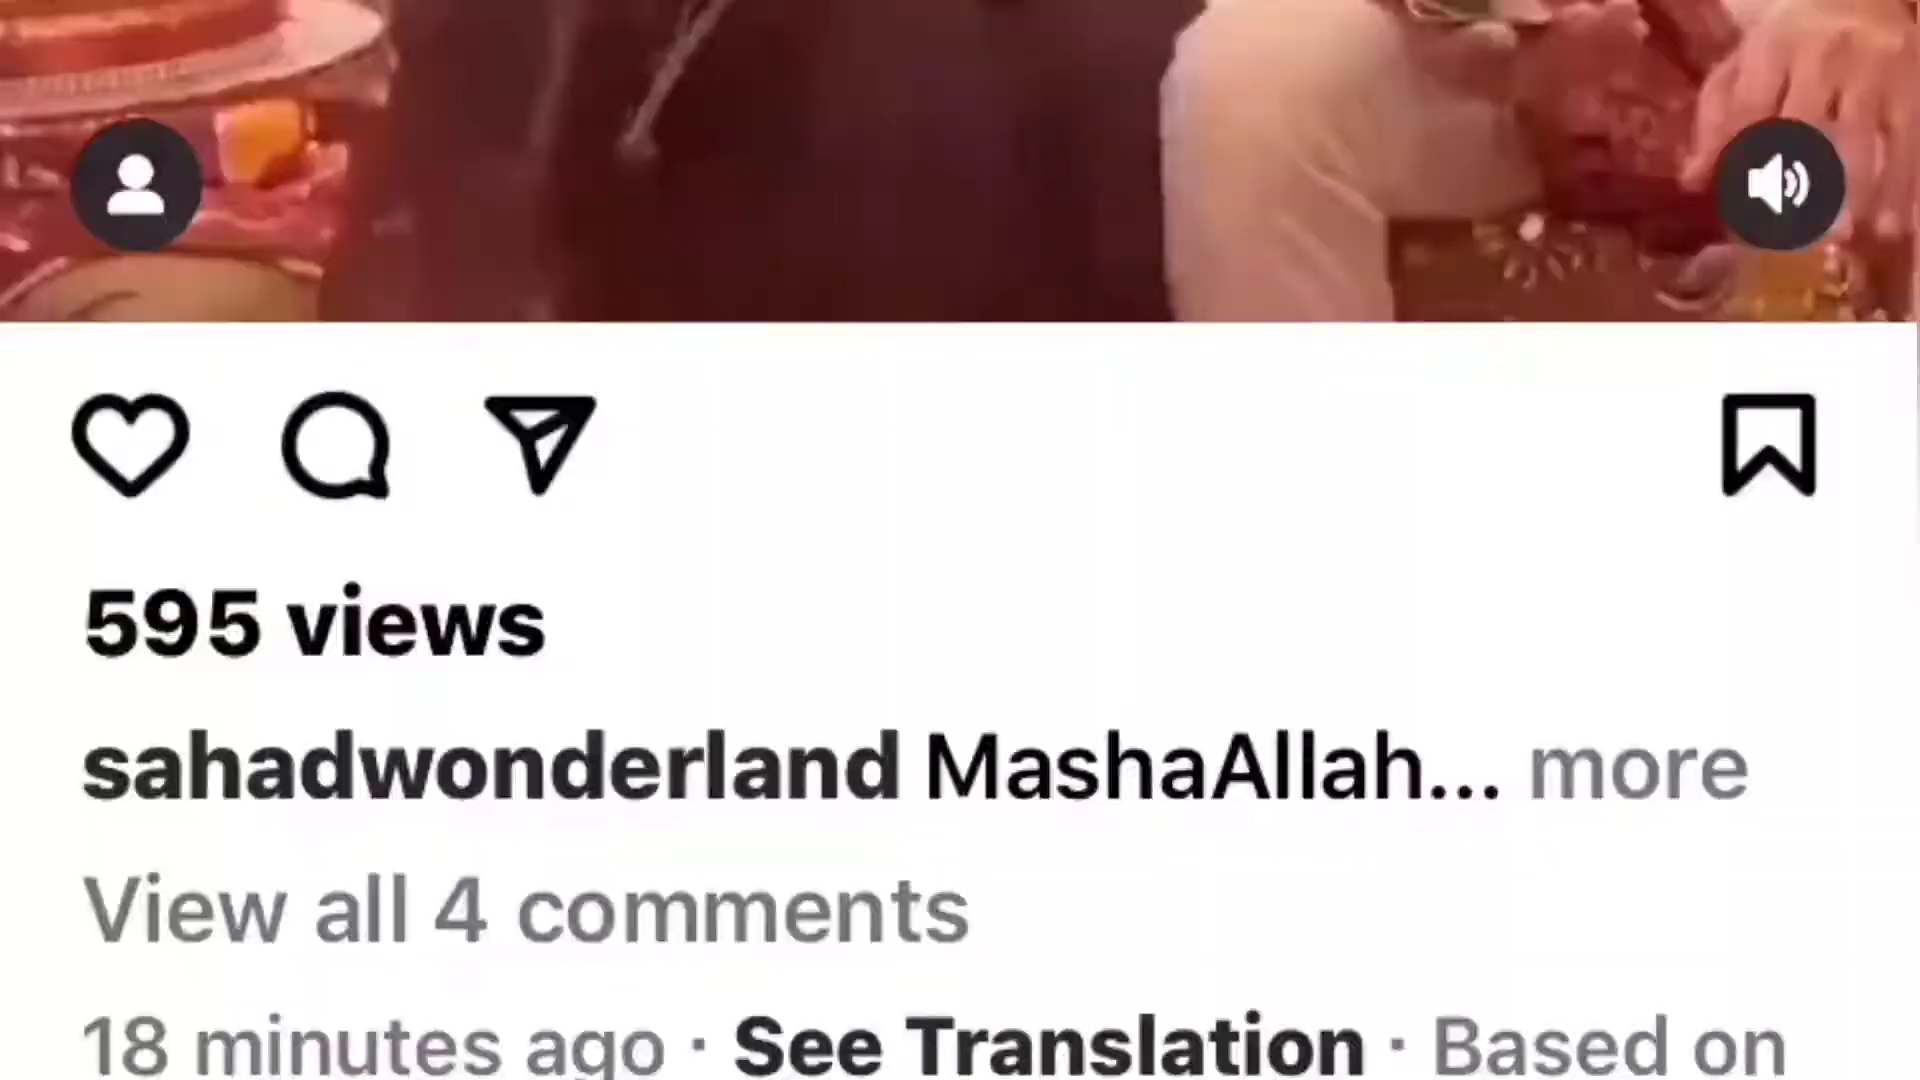 595 views
sahadwonderland MashaAllah... more
View all 4 comments
18 minutes ago · See Translation · Based on